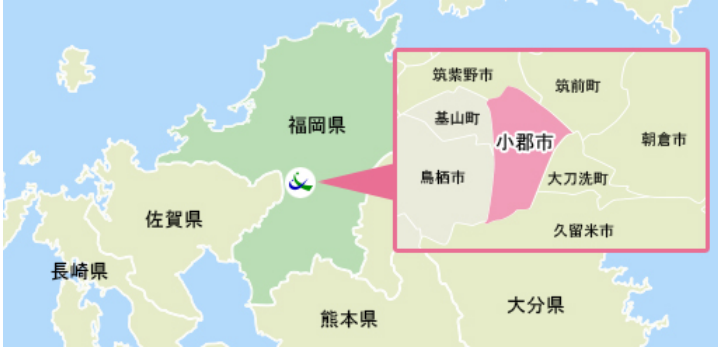 福岡県
佐賀県
長崎県
熊本県
大分県
筑紫野市
筑前町
基山町
小郡市
朝倉市
鳥栖市
大刀洗町
久留米市